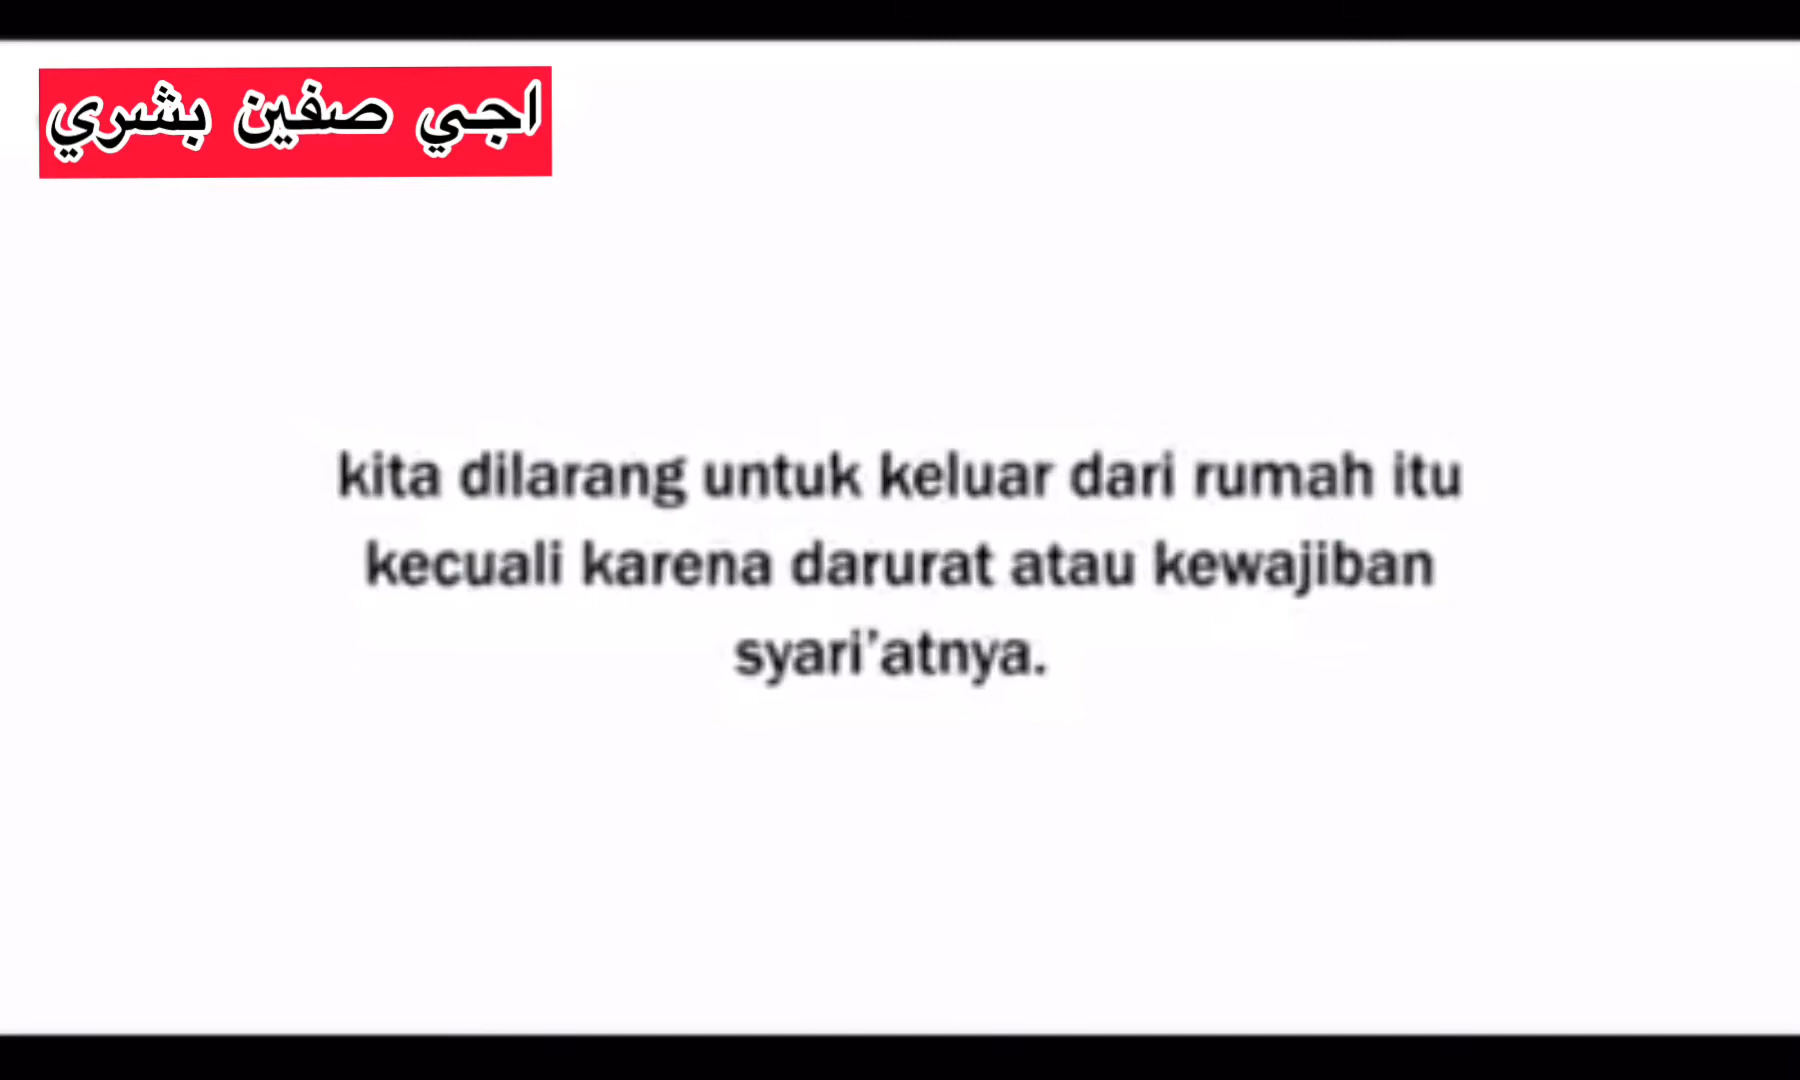 اجي صفين بشري
kita dilarang untuk keluar dari rumah itu
kecuali karena darurat atau kewajiban
syari'atnya.